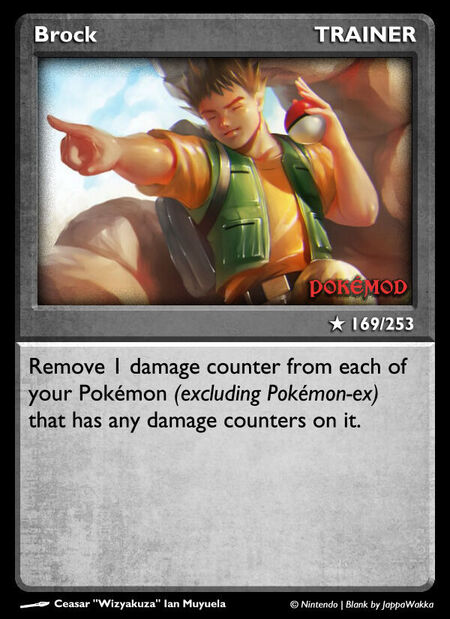 Brock TRAINER
POKÉMOD
★ 169/253
Remove 1 damage counter from each of
your Pokémon (excluding Pokémon-ex)
that has any damage counters on it.
Ceasar "Wizyakuza" Ian Muyuela © Nintendo | Blank by JappaWakka